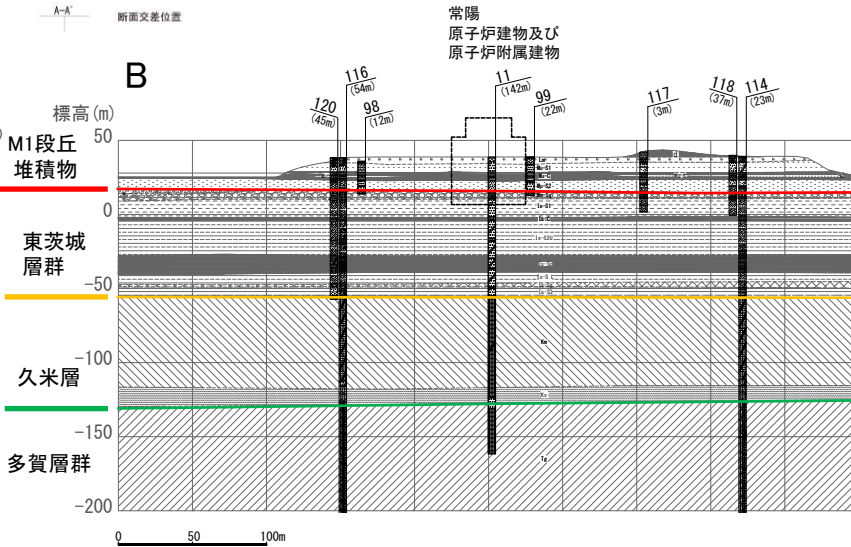 A-A'
断面交差位置
常陽
原子炉建物及び
原子炉附属建物
B
標高(m)
120
(45m)
116
(54m)
98
(12m)
11
(142m)
99
(22m)
117
(3m)
118
(37m)
114
(23m)
50
0
-50
-100
-150
-200
M1段丘
堆積物
東茨城
層群
久米層
多賀層群
Km
Tg
0
50
100m